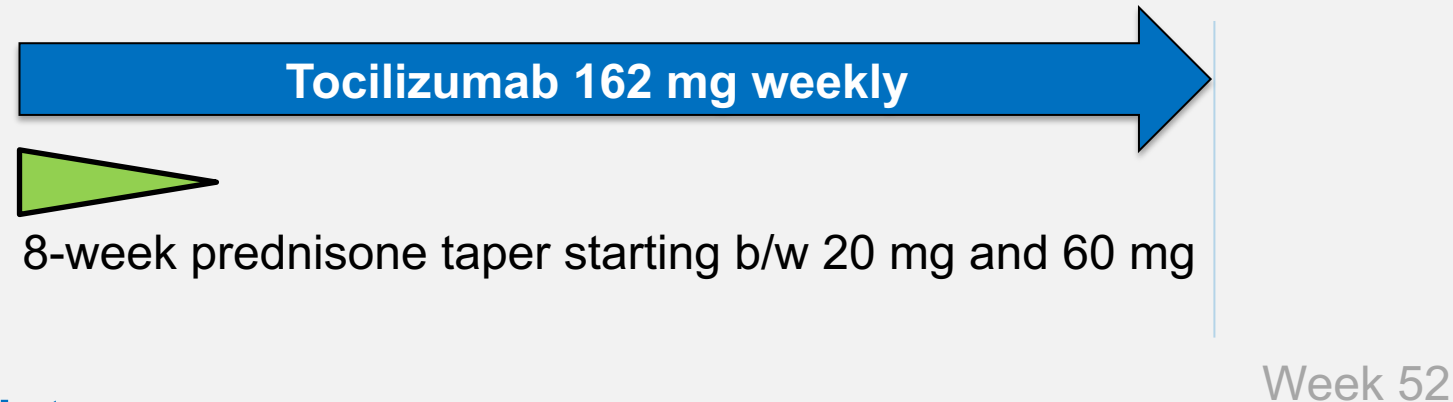 Tocilizumab 162 mg weekly
8-week prednisone taper starting b/w 20 mg and 60 mg
Week 52